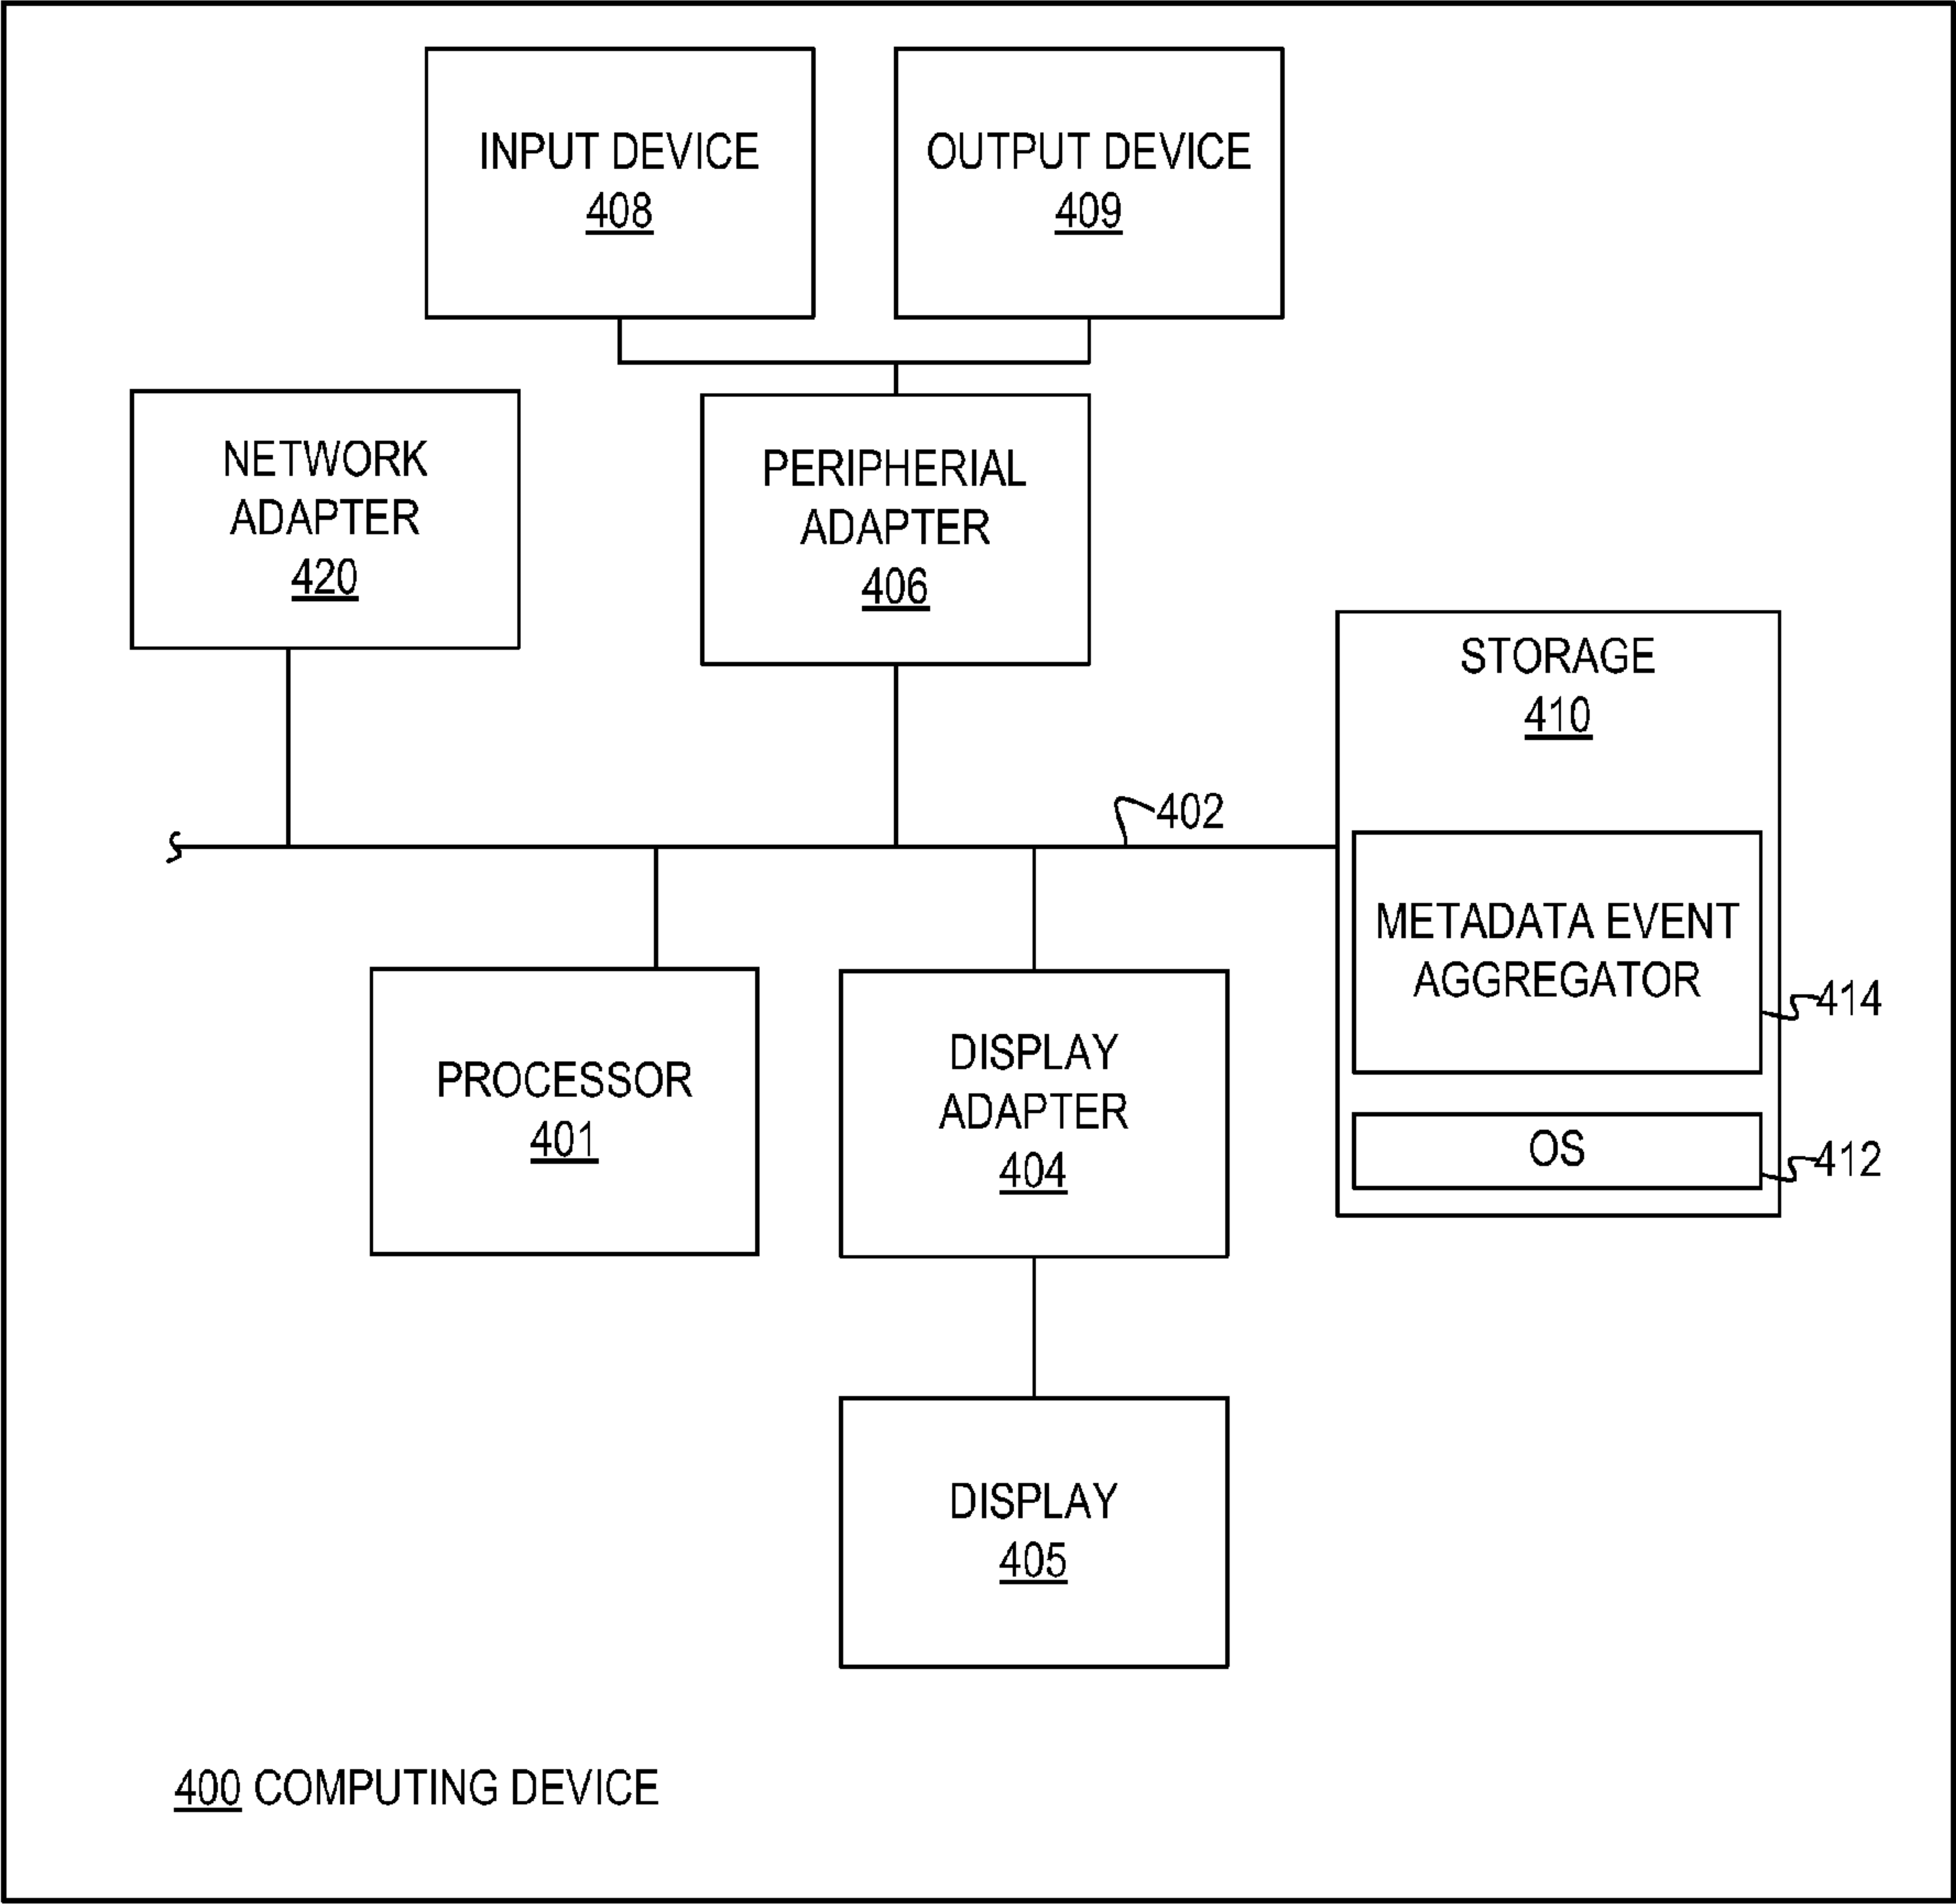 INPUT DEVICE
408
OUTPUT DEVICE
409
NETWORK
ADAPTER
420
PERIPHERIAL
ADAPTER
406
STORAGE
410
402
METADATA EVENT
AGGREGATOR
414
PROCESSOR
401
DISPLAY
ADAPTER
404
OS
412
DISPLAY
405
400 COMPUTING DEVICE